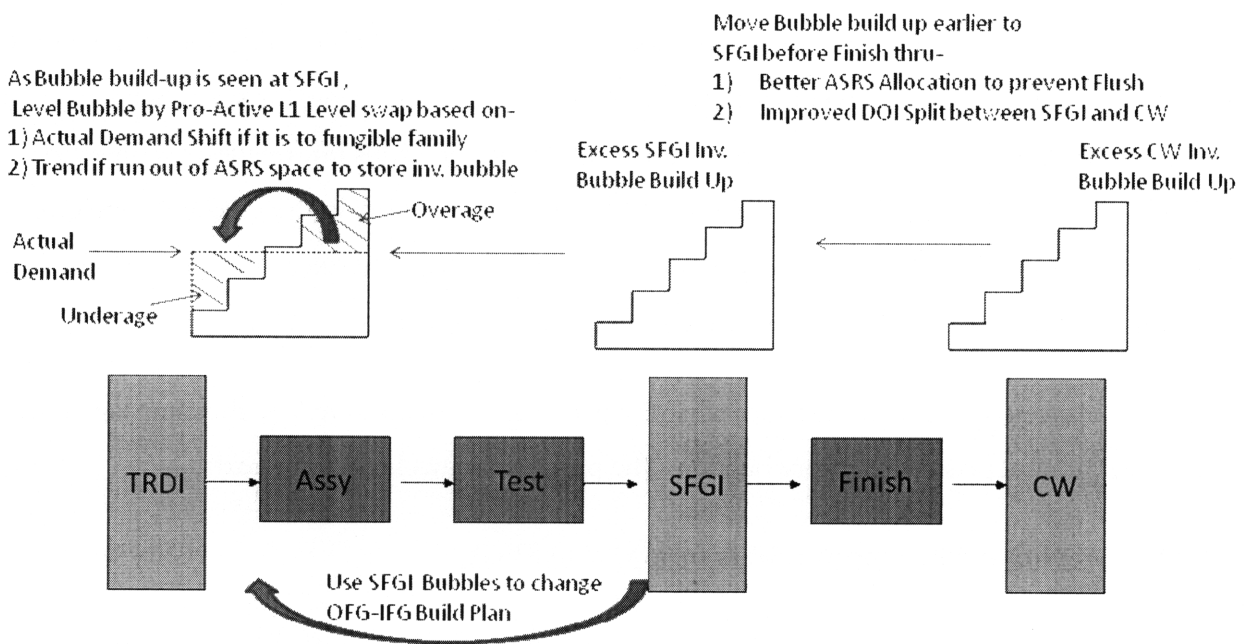 Move Bubble build up earlier to
SFGI before Finish thru-
1) Better ASRS Allocation to prevent Flush
2) Improved DOI Split between SFGI and CW
As Bubble build-up is seen at SFGI,
Level Bubble by Pro-Active L1 Level swap based on-
1) Actual Demand Shift if it is to fungible family
2) Trend if run out of ASRS space to store inv. bubble
Excess SFGI Inv.
Bubble Build Up
Excess CW Inv.
Bubble Build Up
Overage
Actual
Demand
Underage
TRDI
Assy
Test
SFGI
Finish
CW
Use SFGI Bubbles to change
OFG-IFG Build Plan